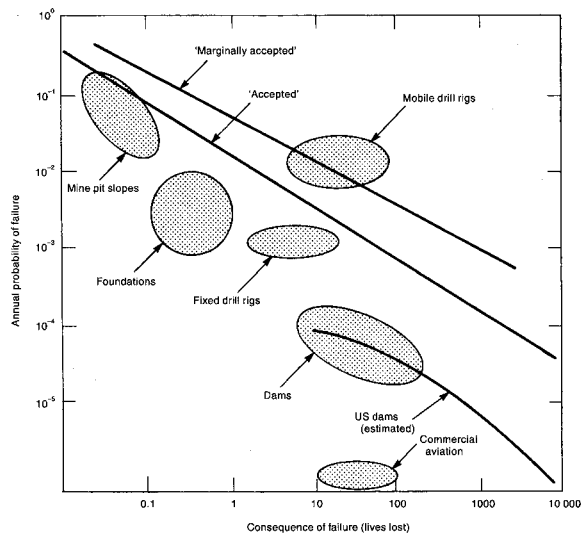 10⁰
'Marginally accepted'
'Accepted'
Mobile drill rigs
10⁻¹
Mine pit slopes
10⁻²
10⁻³
Foundations
Fixed drill rigs
10⁻⁴
Dams
10⁻⁵
US dams
(estimated)
Commercial
aviation
Annual probability of failure
0.1
1
10
100
1000
10 000
Consequence of failure (lives lost)